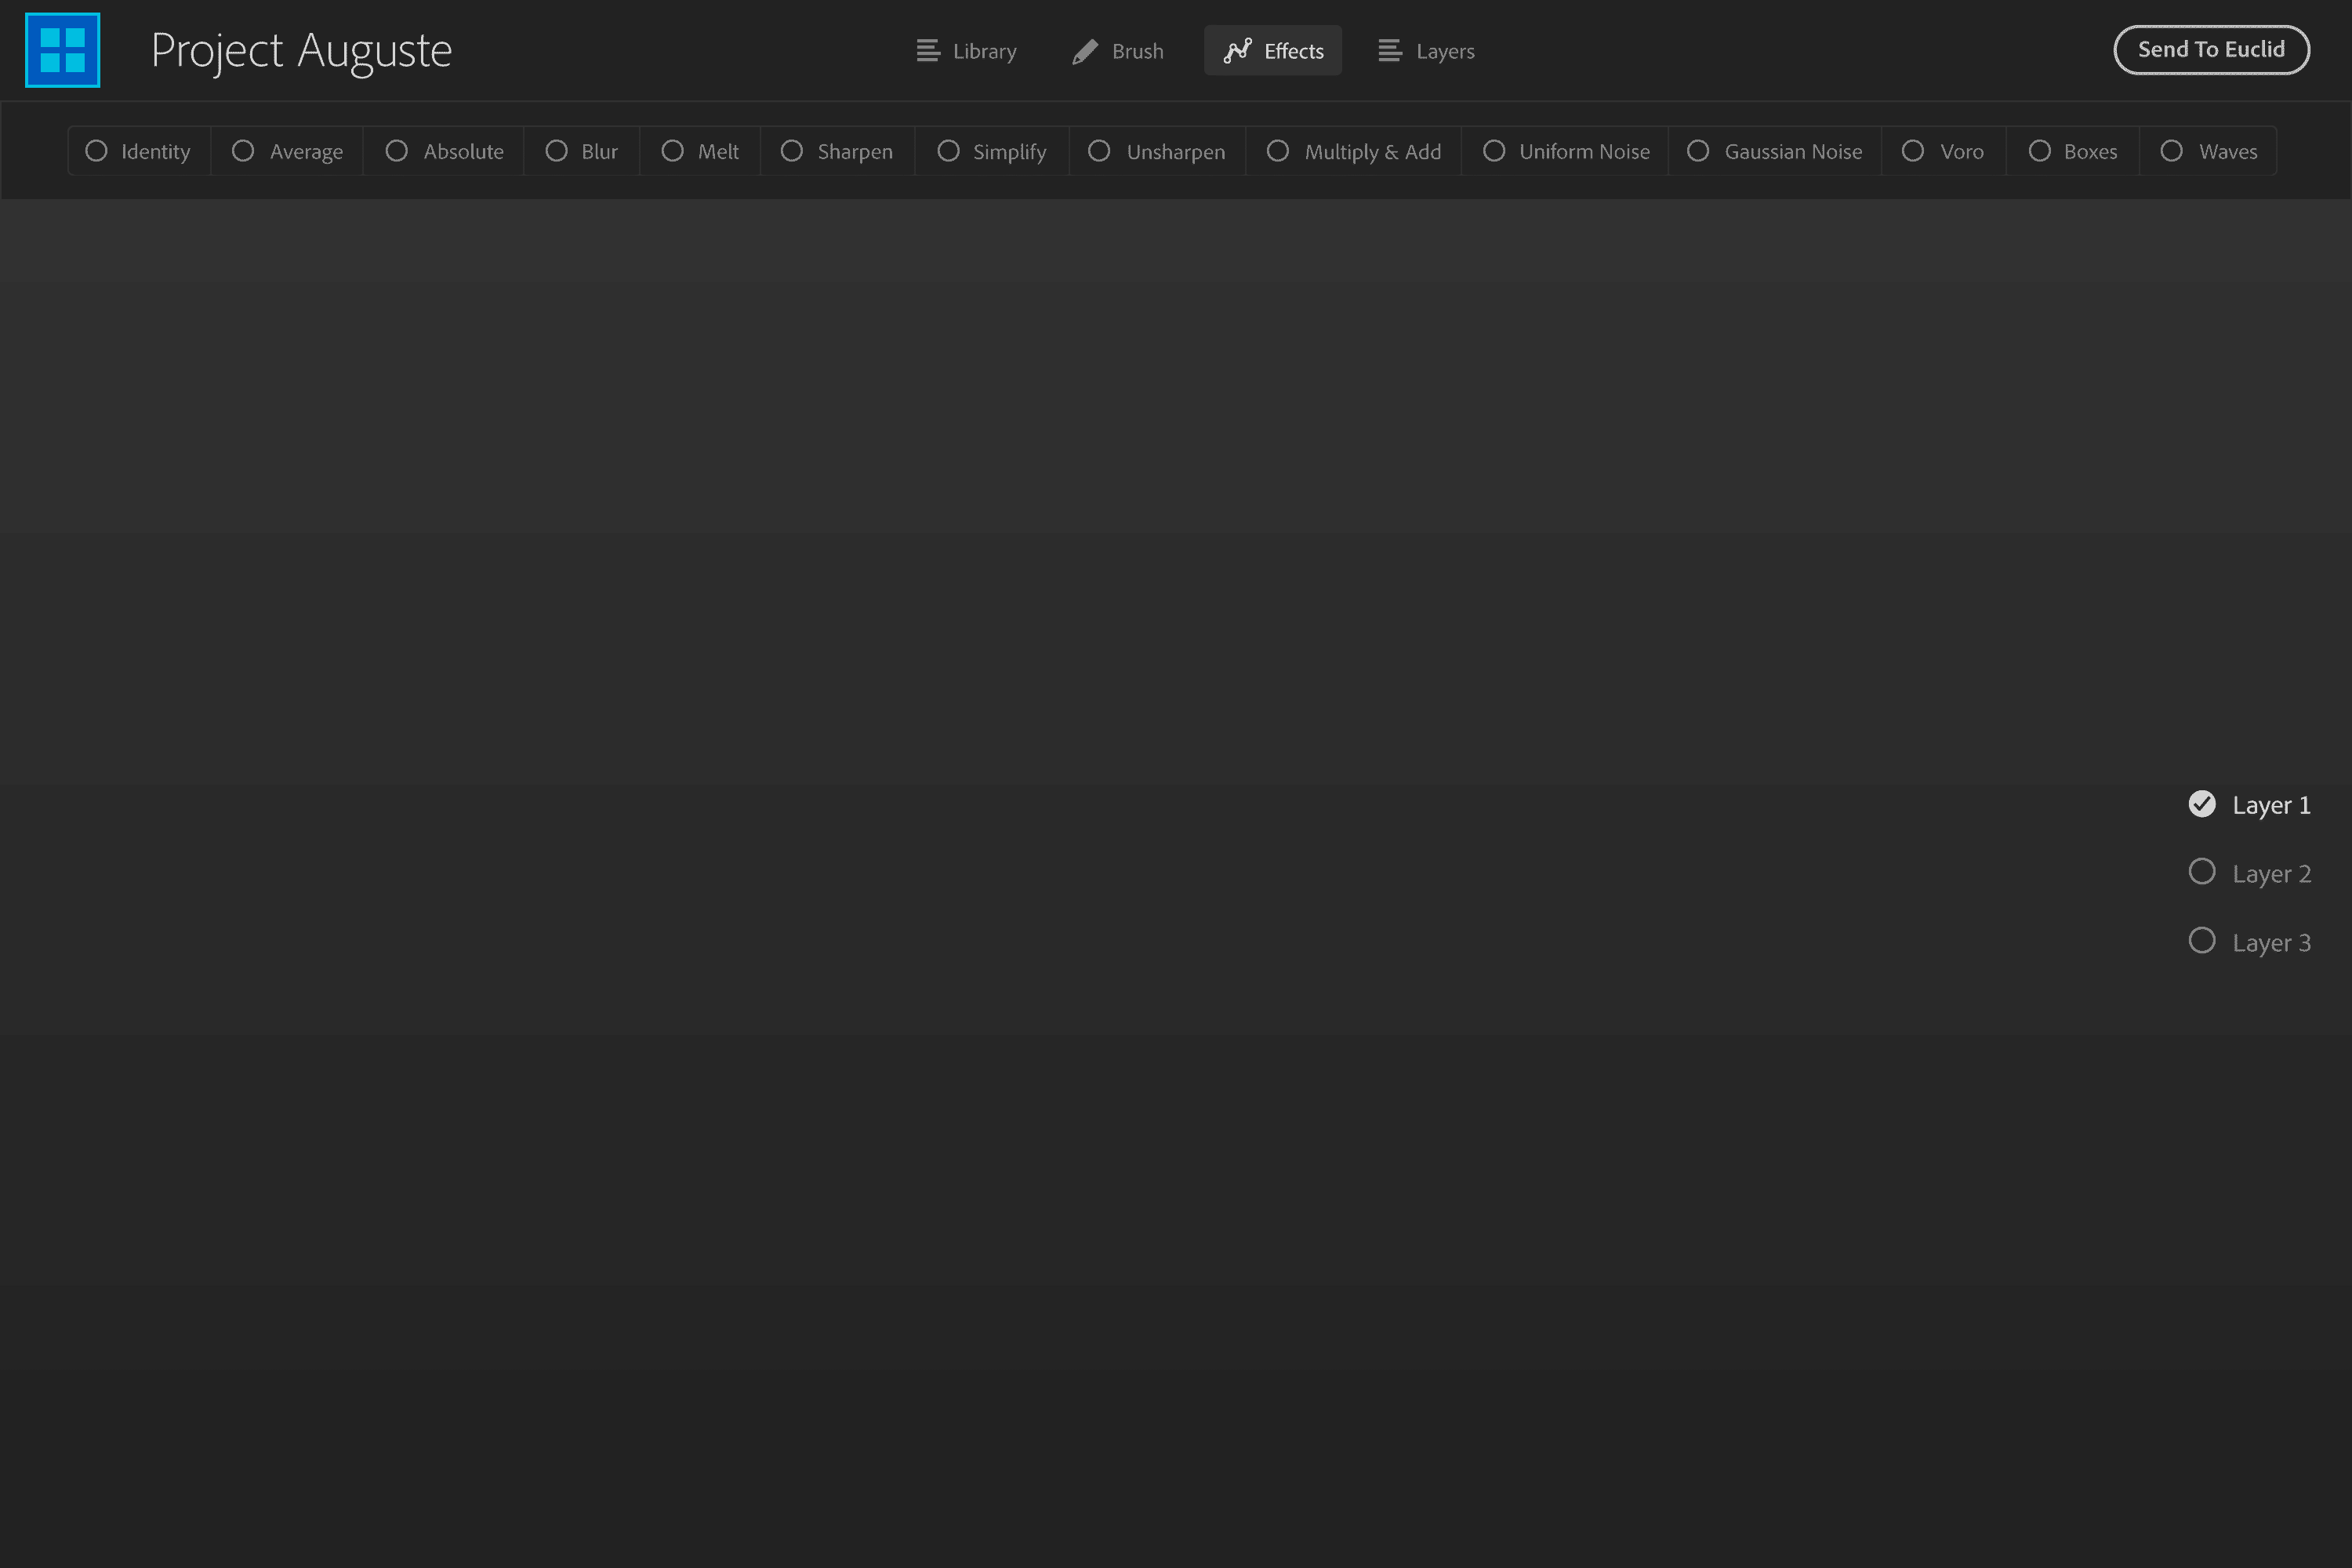 Project Auguste
Library Brush Effects Layers
Send To Euclid
Identity Average Absolute Blur Melt Sharpen Simplify Unsharpen Multiply & Add Uniform Noise Gaussian Noise Voro Boxes Waves
Layer 1
Layer 2
Layer 3